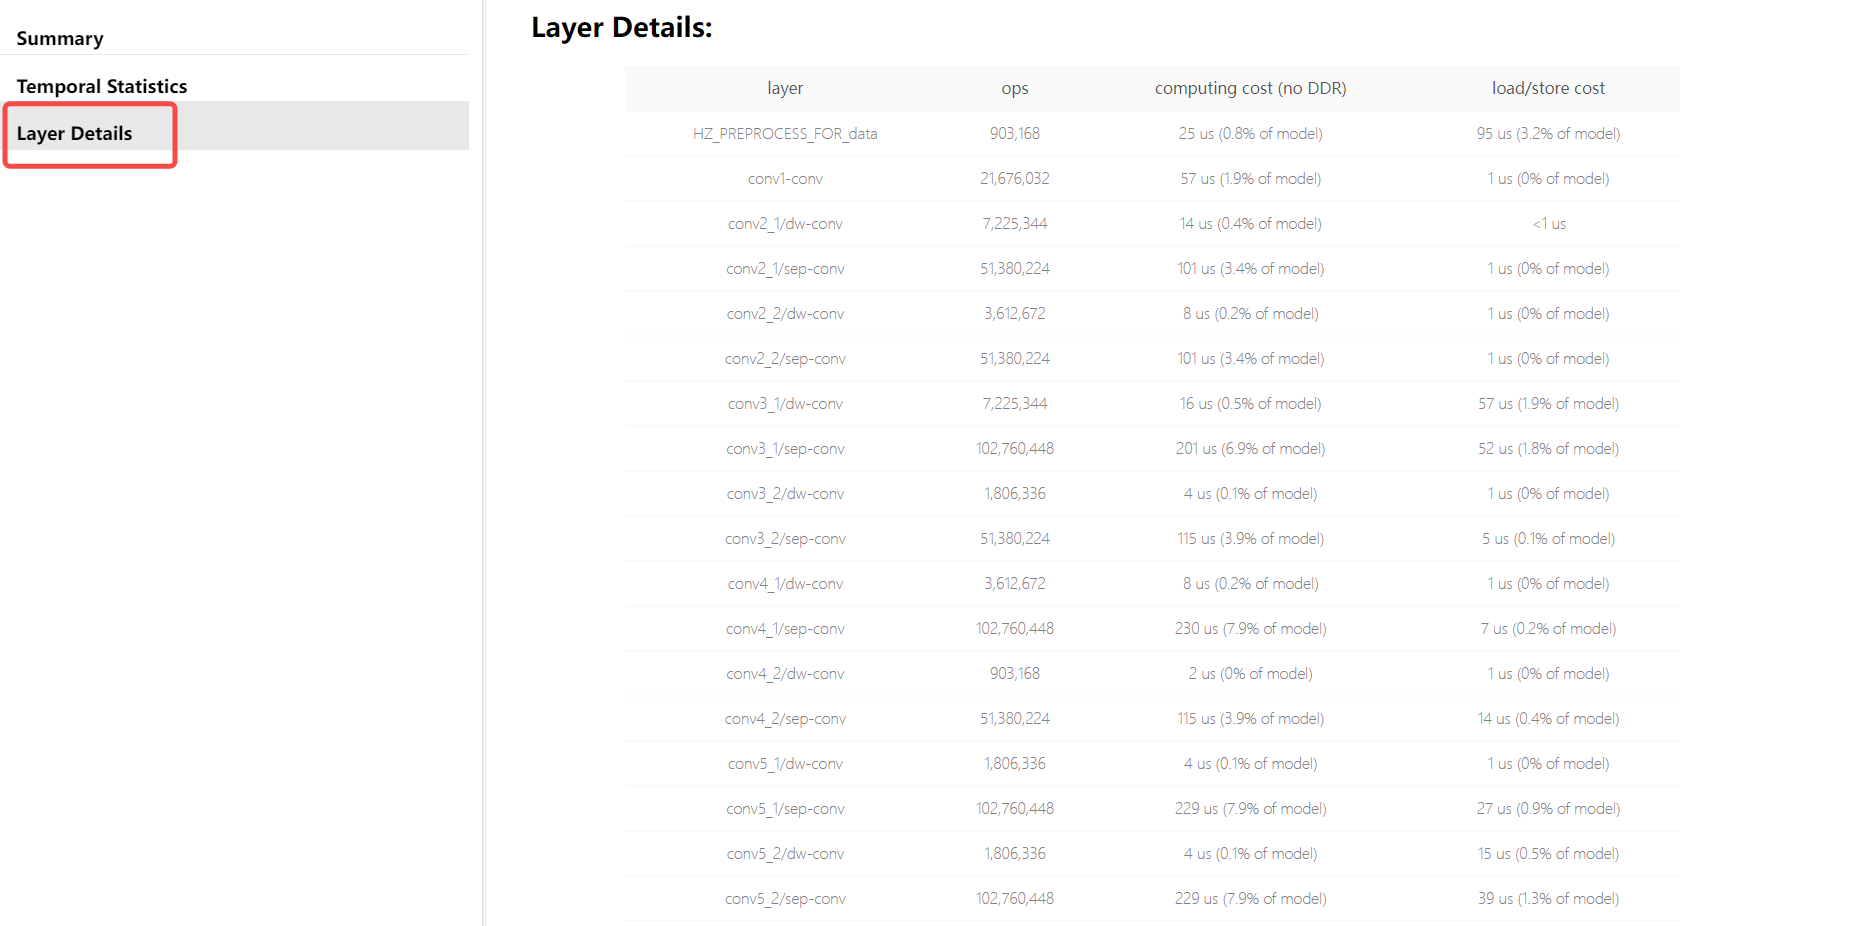 Summary
Temporal Statistics
Layer Details
Layer Details:
layer ops computing cost (no DDR) load/store cost
HZ_PREPROCESS_FOR_data 903,168 25 us (0.8% of model) 95 us (3.2% of model)
conv1-conv 21,676,032 57 us (1.9% of model) 1 us (0% of model)
conv2_1/dw-conv 7,225,344 14 us (0.4% of model) <1 us
conv2_1/sep-conv 51,380,224 101 us (3.4% of model) 1 us (0% of model)
conv2_2/dw-conv 3,612,672 8 us (0.2% of model) 1 us (0% of model)
conv2_2/sep-conv 51,380,224 101 us (3.4% of model) 1 us (0% of model)
conv3_1/dw-conv 7,225,344 16 us (0.5% of model) 57 us (1.9% of model)
conv3_1/sep-conv 102,760,448 201 us (6.9% of model) 52 us (1.8% of model)
conv3_2/dw-conv 1,806,336 4 us (0.1% of model) 1 us (0% of model)
conv3_2/sep-conv 51,380,224 115 us (3.9% of model) 5 us (0.1% of model)
conv4_1/dw-conv 3,612,672 8 us (0.2% of model) 1 us (0% of model)
conv4_1/sep-conv 102,760,448 230 us (7.9% of model) 7 us (0.2% of model)
conv4_2/dw-conv 903,168 2 us (0% of model) 1 us (0% of model)
conv4_2/sep-conv 51,380,224 115 us (3.9% of model) 14 us (0.4% of model)
conv5_1/dw-conv 1,806,336 4 us (0.1% of model) 1 us (0% of model)
conv5_1/sep-conv 102,760,448 229 us (7.9% of model) 27 us (0.9% of model)
conv5_2/dw-conv 1,806,336 4 us (0.1% of model) 15 us (0.5% of model)
conv5_2/sep-conv 102,760,448 229 us (7.9% of model) 39 us (1.3% of model)